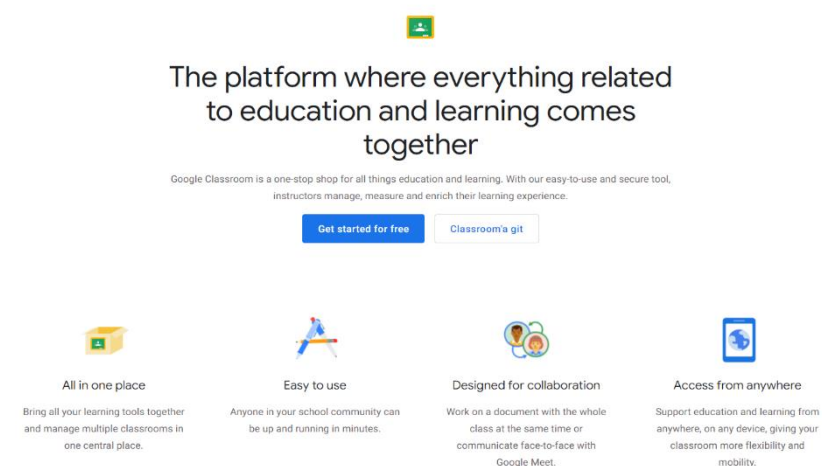 The platform where everything related
to education and learning comes
together
Google Classroom is a one-stop shop for all things education and learning. With our easy-to-use and secure tool,
instructors manage, measure and enrich their learning experience.
Get started for free
Classroom'a git
All in one place
Bring all your learning tools together
and manage multiple classrooms in
one central place.
Easy to use
Anyone in your school community can
be up and running in minutes.
Designed for collaboration
Work on a document with the whole
class at the same time or
communicate face-to-face with
Google Meet.
Access from anywhere
Support education and learning from
anywhere, on any device, giving your
classroom more flexibility and
mobility.